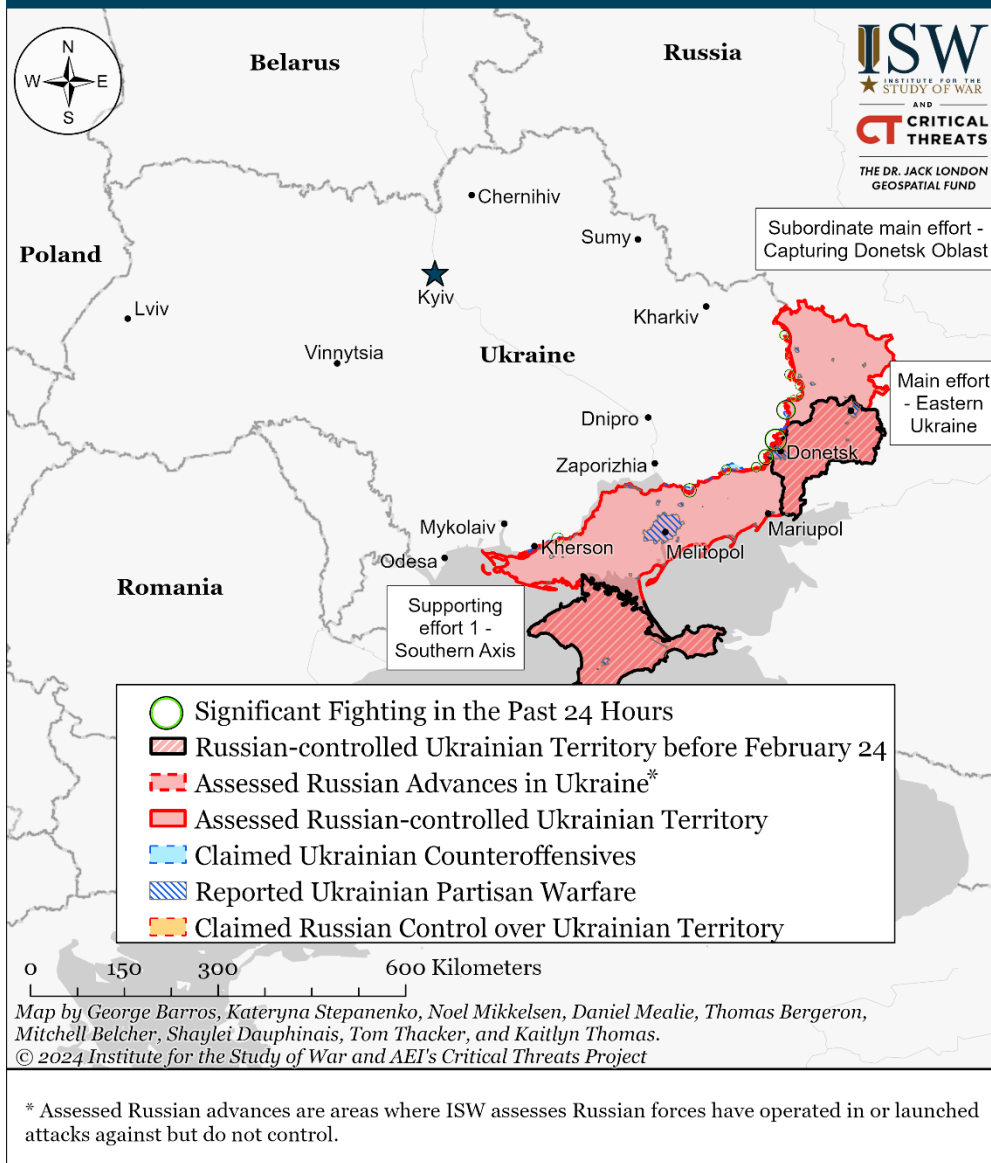 N
W
E
S
Belarus
Russia
ISW
INSTITUTE FOR THE
STUDY OF WAR
AND
CT CRITICAL
THREATS
THE DR. JACK LONDON
GEOSPATIAL FUND
Chernihiv
Sumy
Subordinate main effort -
Capturing Donetsk Oblast
Poland
Kyiv
Lviv
Kharkiv
Vinnytsia
Ukraine
Main effort
- Eastern
Ukraine
Dnipro
Donetsk
Zaporizhia
Mykolaiv
Mariupol
Kherson
Melitopol
Odesa
Romania
Supporting
effort 1 -
Southern Axis
Significant Fighting in the Past 24 Hours
Russian-controlled Ukrainian Territory before February 24
Assessed Russian Advances in Ukraine*
Assessed Russian-controlled Ukrainian Territory
Claimed Ukrainian Counteroffensives
Reported Ukrainian Partisan Warfare
Claimed Russian Control over Ukrainian Territory
0 150 300 600 Kilometers
Map by George Barros, Kateryna Stepanenko, Noel Mikkelsen, Daniel Mealie, Thomas Bergeron,
Mitchell Belcher, Shaylei Dauphinais, Tom Thacker, and Kaitlyn Thomas.
© 2024 Institute for the Study of War and AEI's Critical Threats Project
* Assessed Russian advances are areas where ISW assesses Russian forces have operated in or launched
attacks against but do not control.